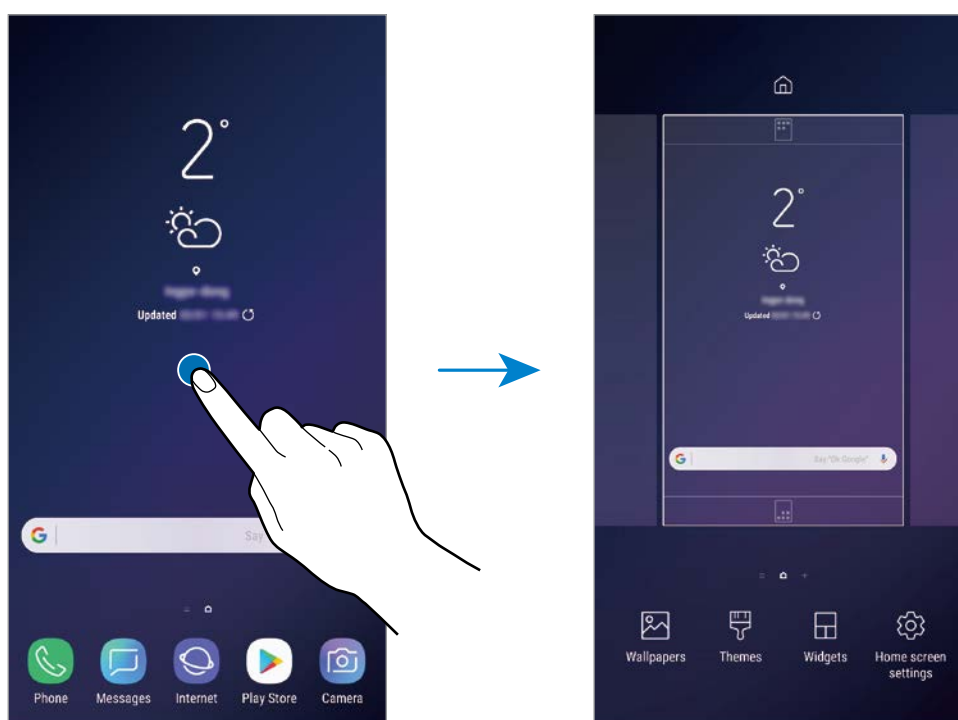 2°
Updated
G
Say
Phone
Messages
Internet
Play Store
Camera
2°
Updated
G
Say "Ok Google"
Wallpapers
Themes
Widgets
Home screen
settings